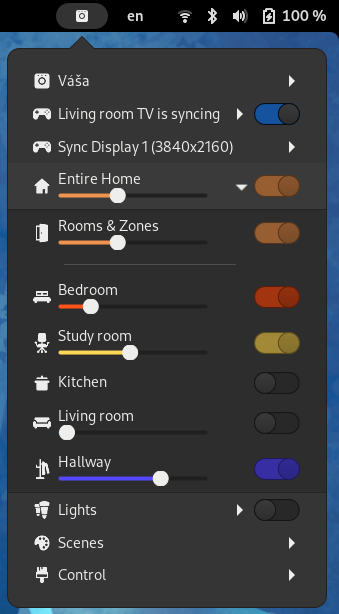 en 100 %
Váša
Living room TV is syncing
Sync Display 1 (3840x2160)
Entire Home
Rooms & Zones
Bedroom
Study room
Kitchen
Living room
Hallway
Lights
Scenes
Control